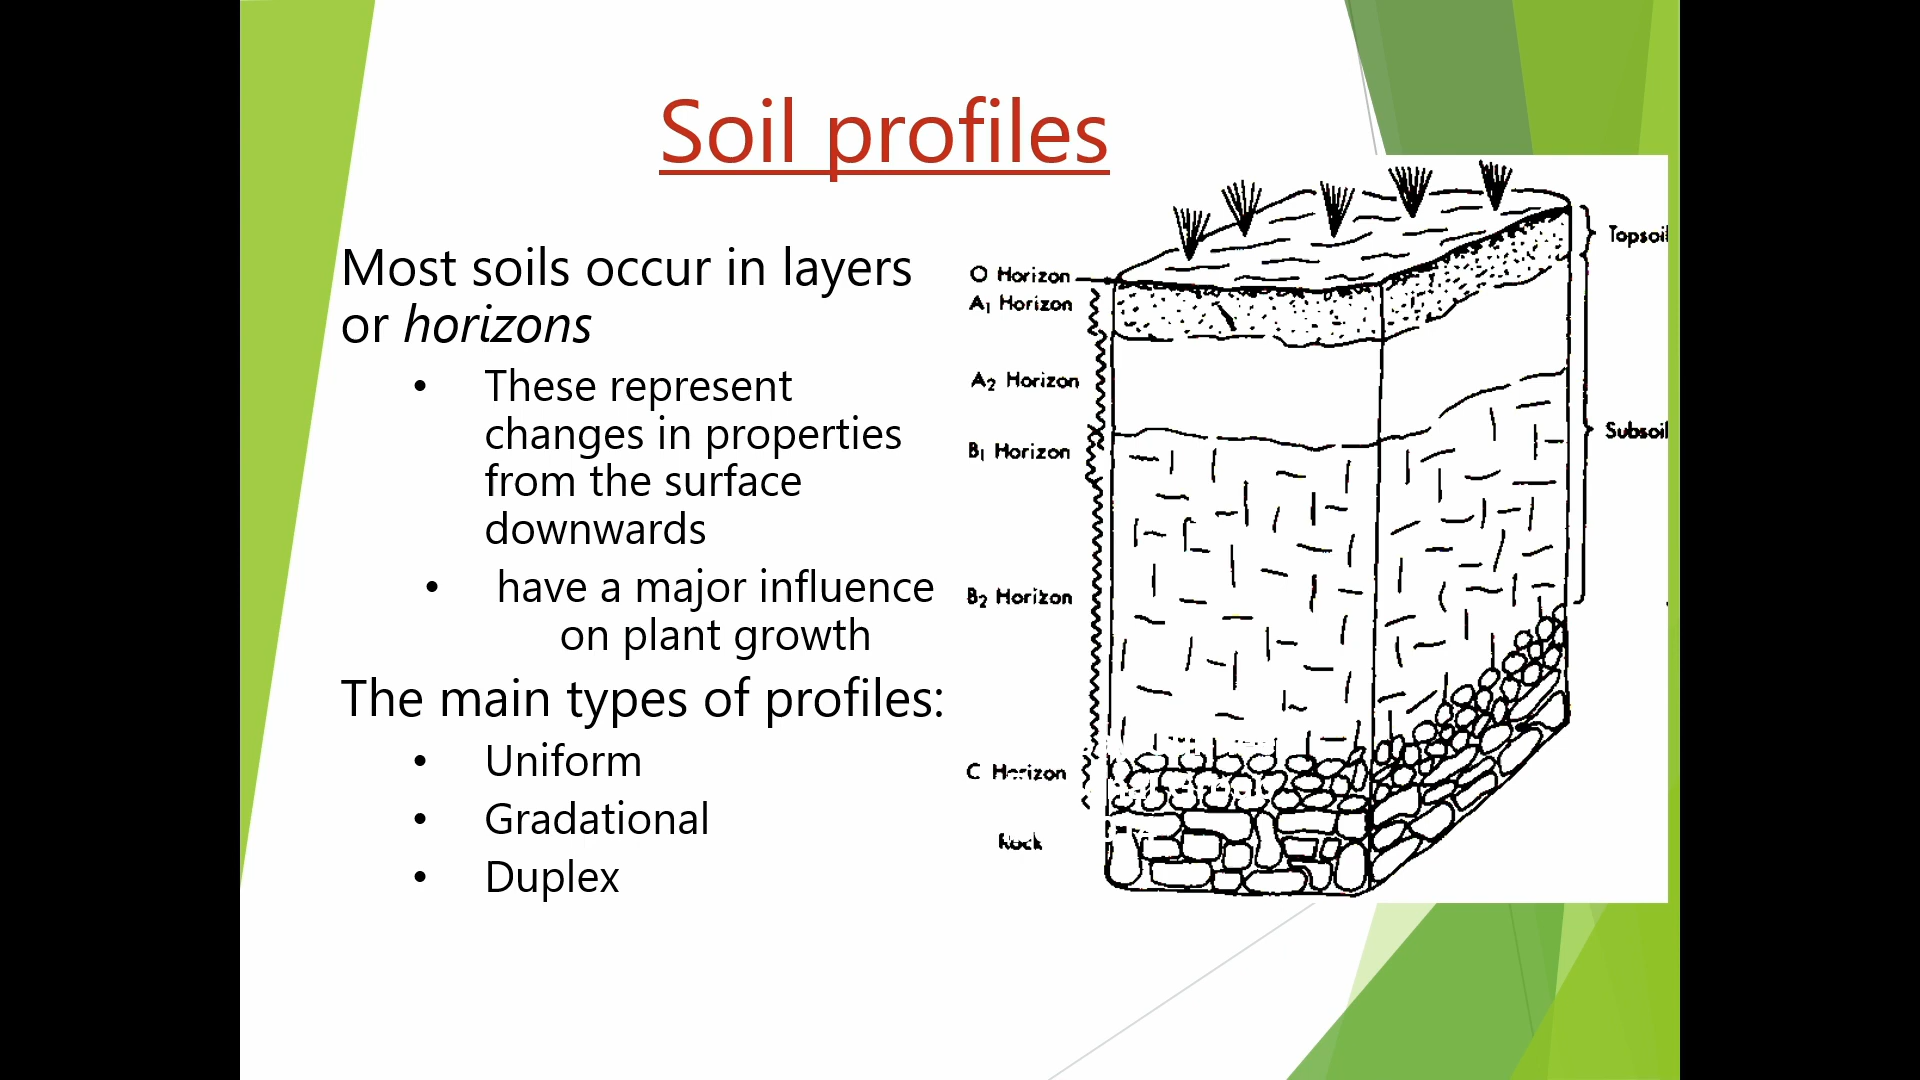 Soil profiles
Most soils occur in layers
or horizons
• These represent
changes in properties
from the surface
downwards
• have a major influence
on plant growth
The main types of profiles:
• Uniform
• Gradational
• Duplex
O Horizon
A₁ Horizon
A₂ Horizon
B₁ Horizon
B₂ Horizon
C Horizon
Rock
Topsoil
Subsoil